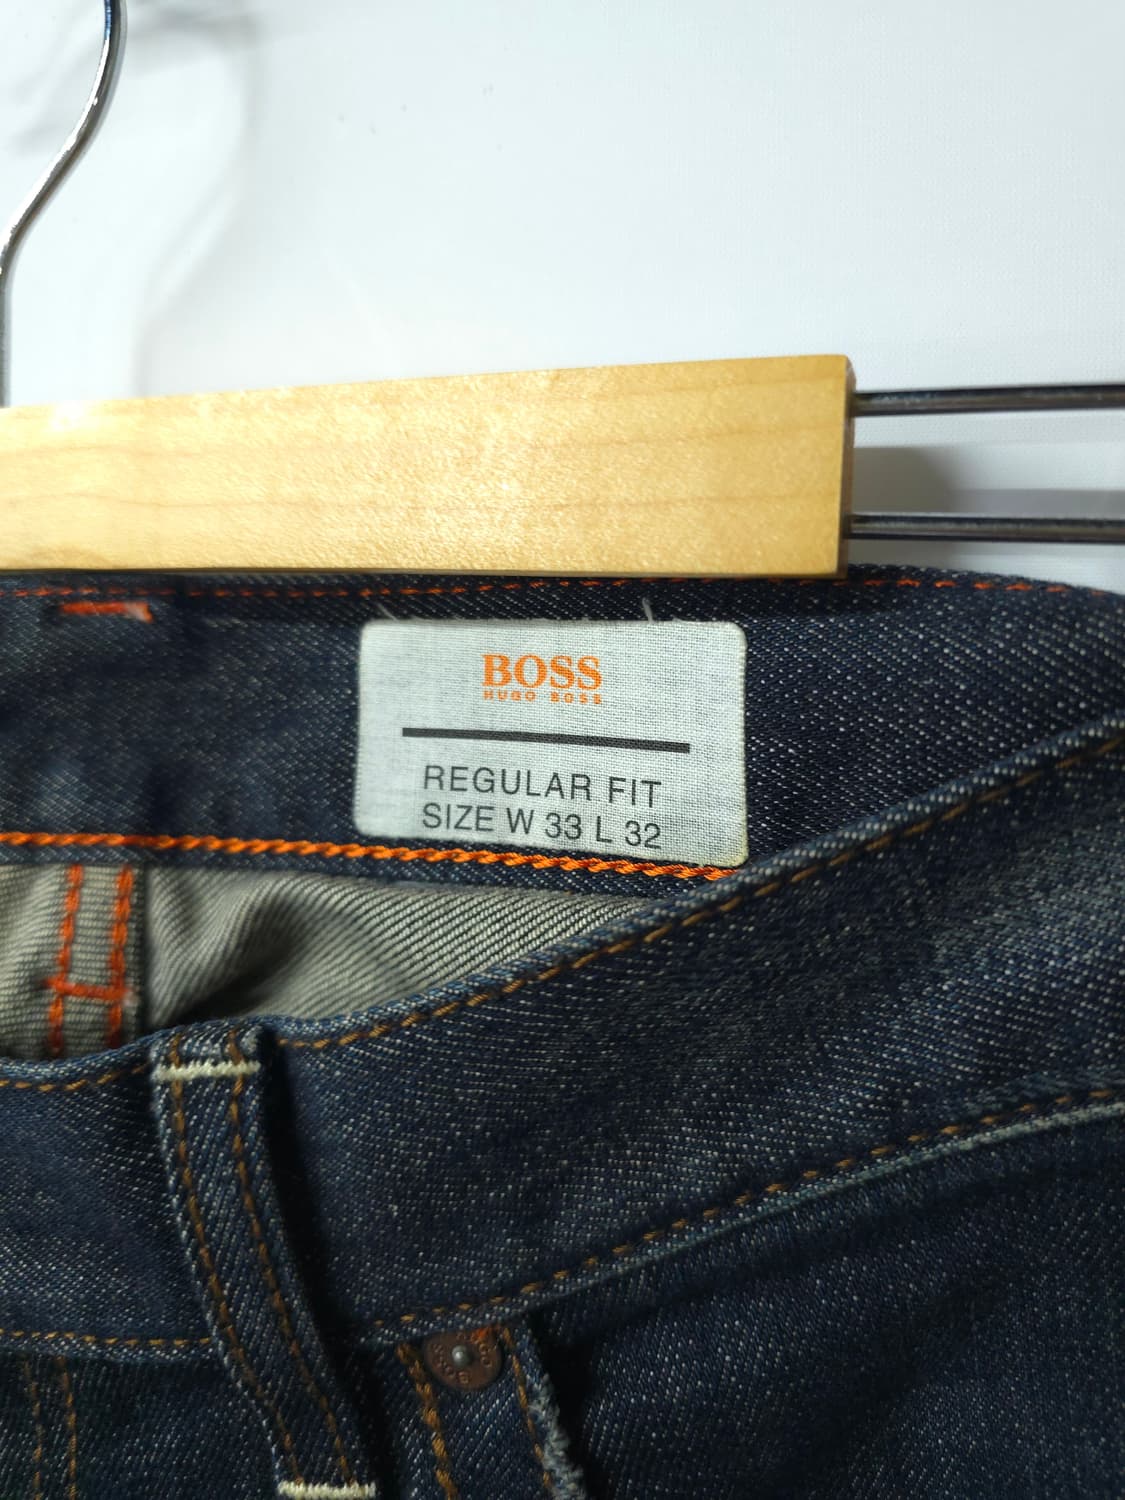 BOSS
HUGO BOSS
REGULAR FIT
SIZE W 33 L 32